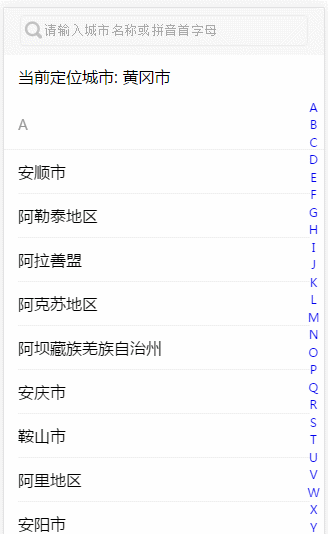 请输入城市名称或拼音首字母
当前定位城市: 黄冈市
A
安顺市
阿勒泰地区
阿拉善盟
阿克苏地区
阿坝藏族羌族自治州
安庆市
鞍山市
阿里地区
安阳市
A
B
C
D
E
F
G
H
I
J
K
L
M
N
O
P
Q
R
S
T
U
V
W
X
Y